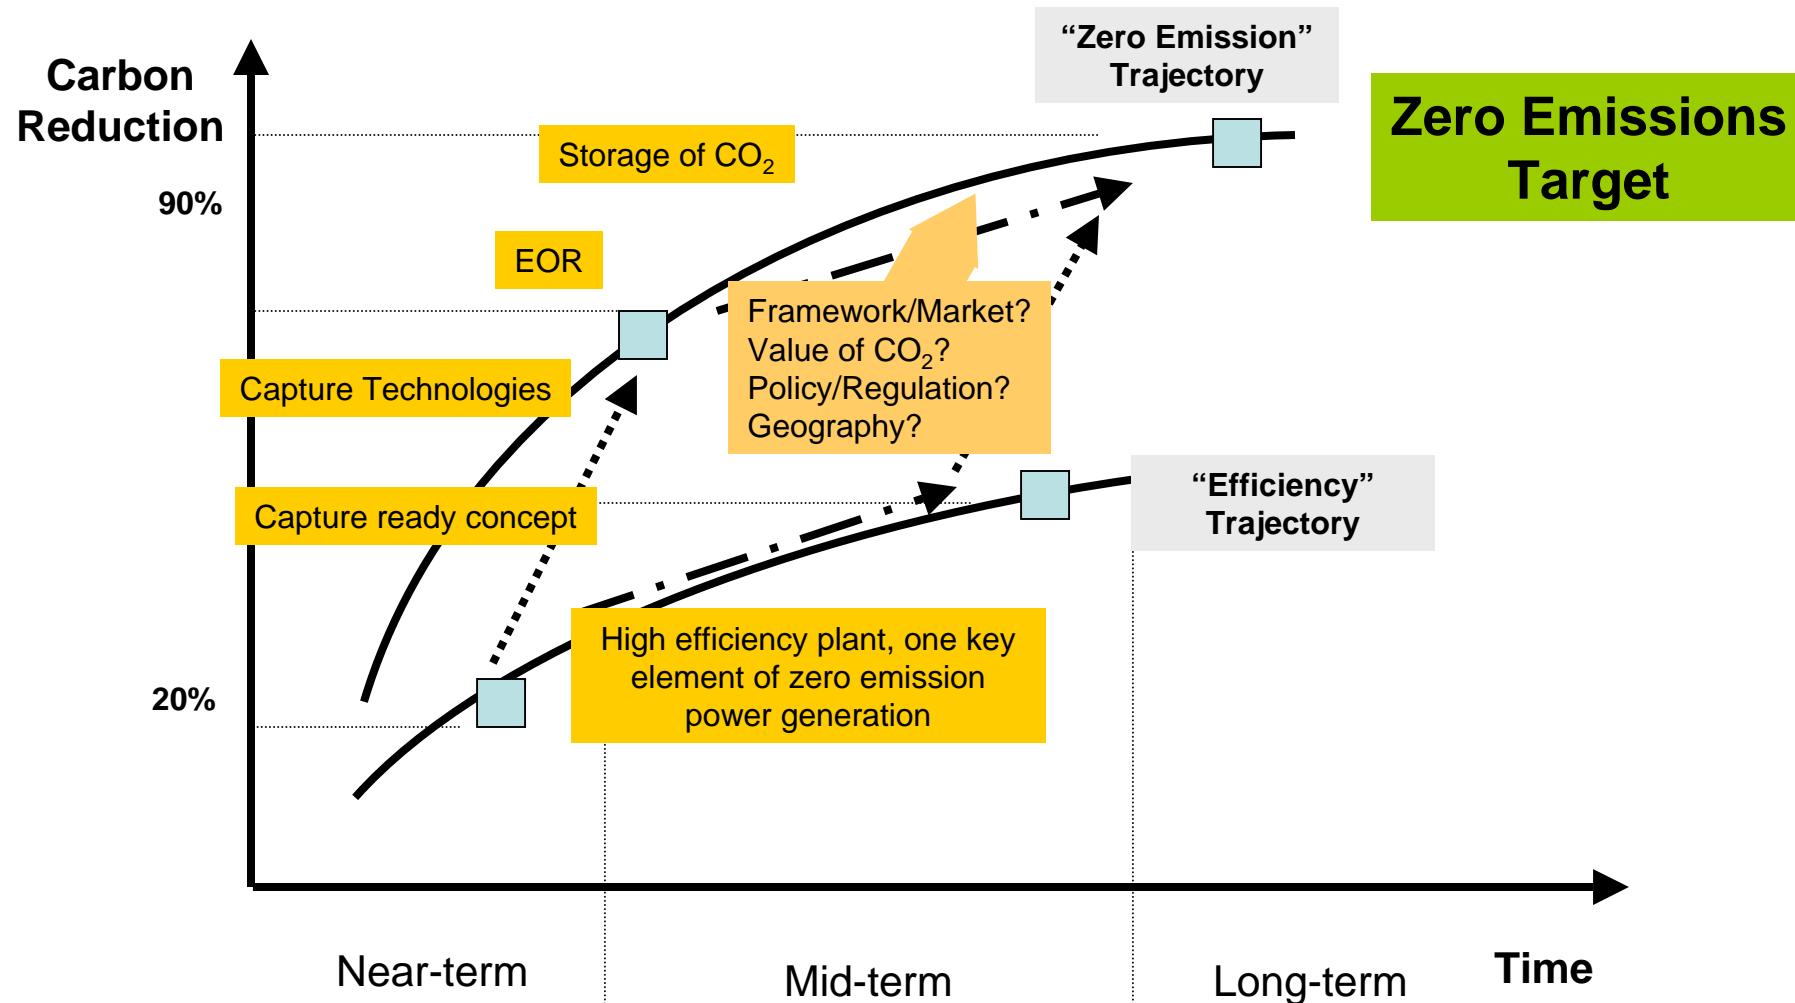 “Zero Emission”
Trajectory
Carbon
Reduction
Zero Emissions
Target
Storage of CO₂
90%
EOR
Framework/Market?
Value of CO₂?
Policy/Regulation?
Geography?
Capture Technologies
“Efficiency”
Trajectory
Capture ready concept
High efficiency plant, one key
element of zero emission
power generation
20%
Near-term
Mid-term
Long-term
Time